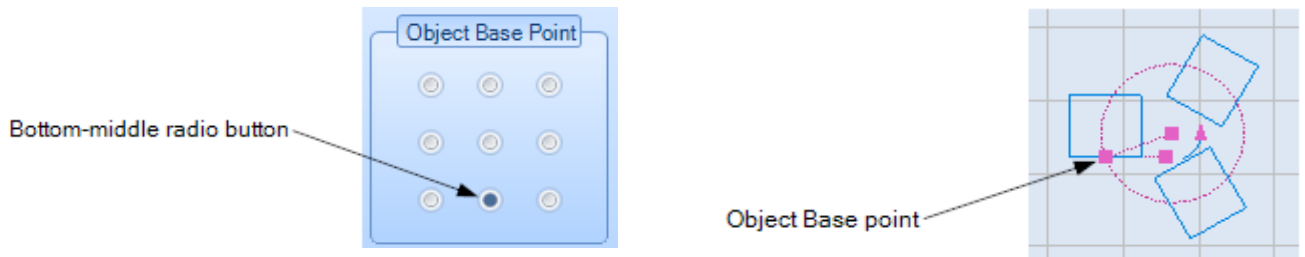 Object Base Point
Bottom-middle radio button
Object Base point